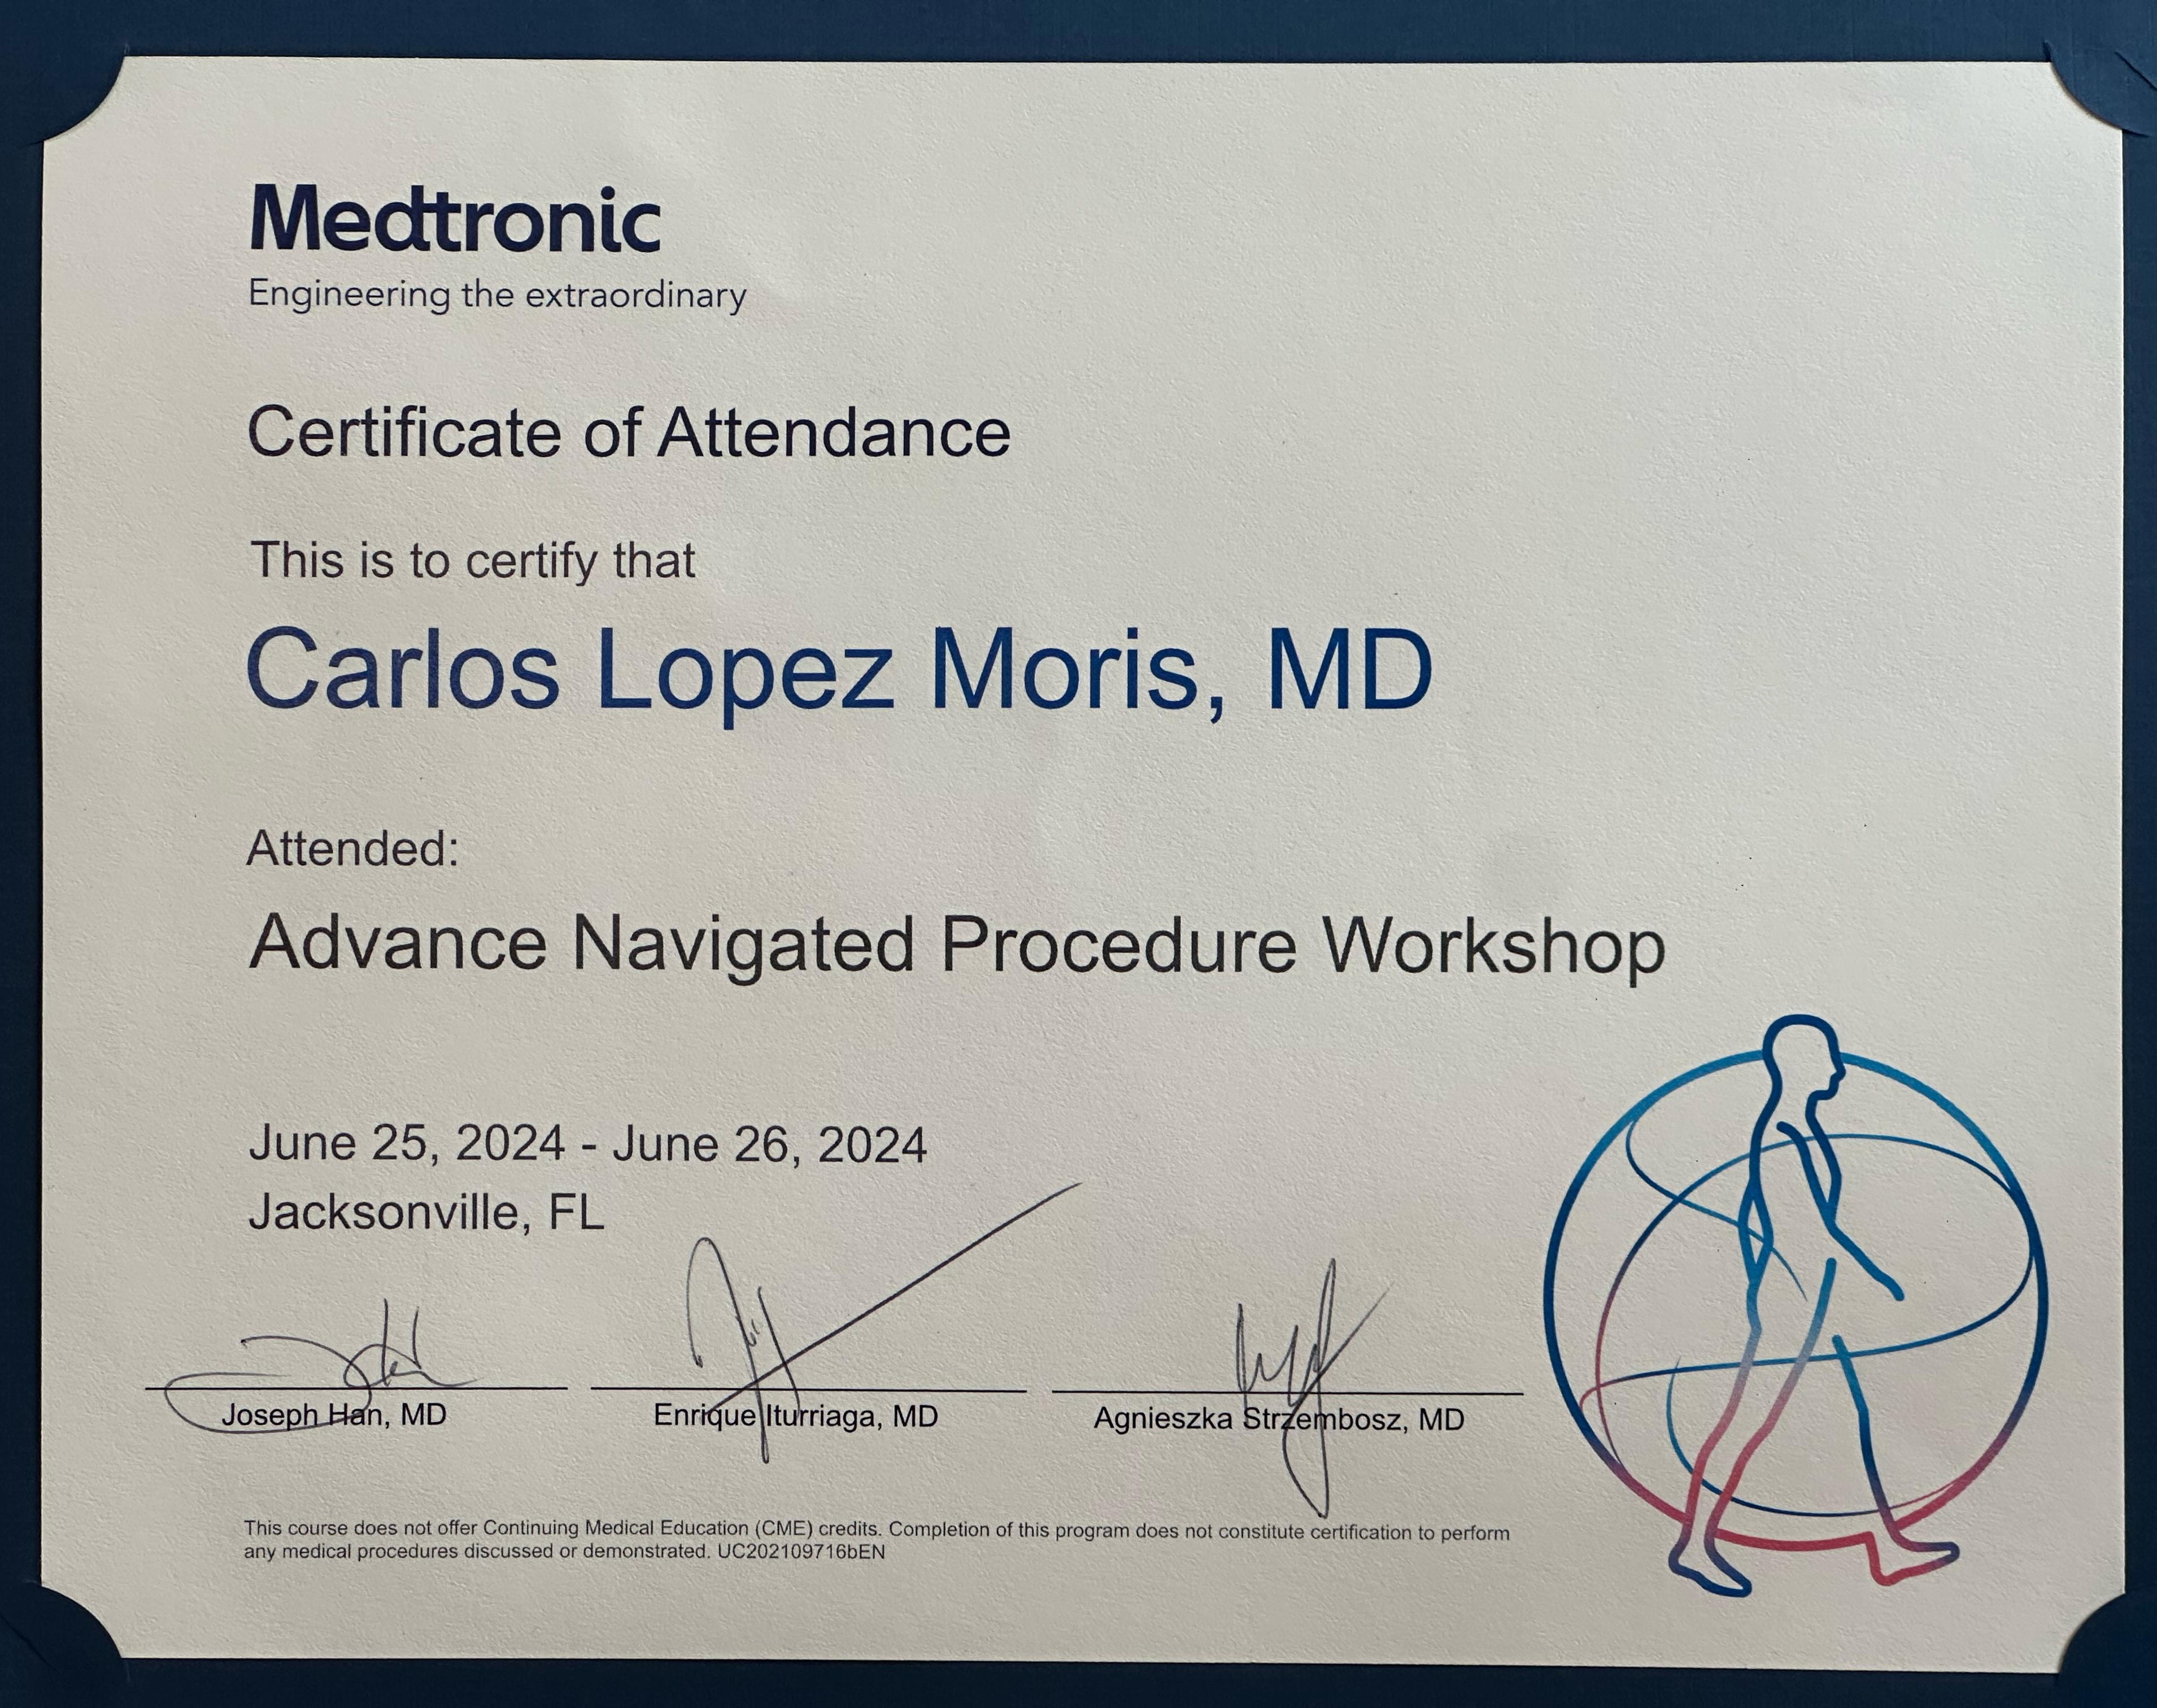 Medtronic
Engineering the extraordinary
Certificate of Attendance
This is to certify that
Carlos Lopez Moris, MD
Attended:
Advance Navigated Procedure Workshop
June 25, 2024 - June 26, 2024
Jacksonville, FL
Joseph Han, MD
Enrique Iturriaga, MD
Agnieszka Strzembosz, MD
This course does not offer Continuing Medical Education (CME) credits. Completion of this program does not constitute certification to perform
any medical procedures discussed or demonstrated. UC202109716bEN